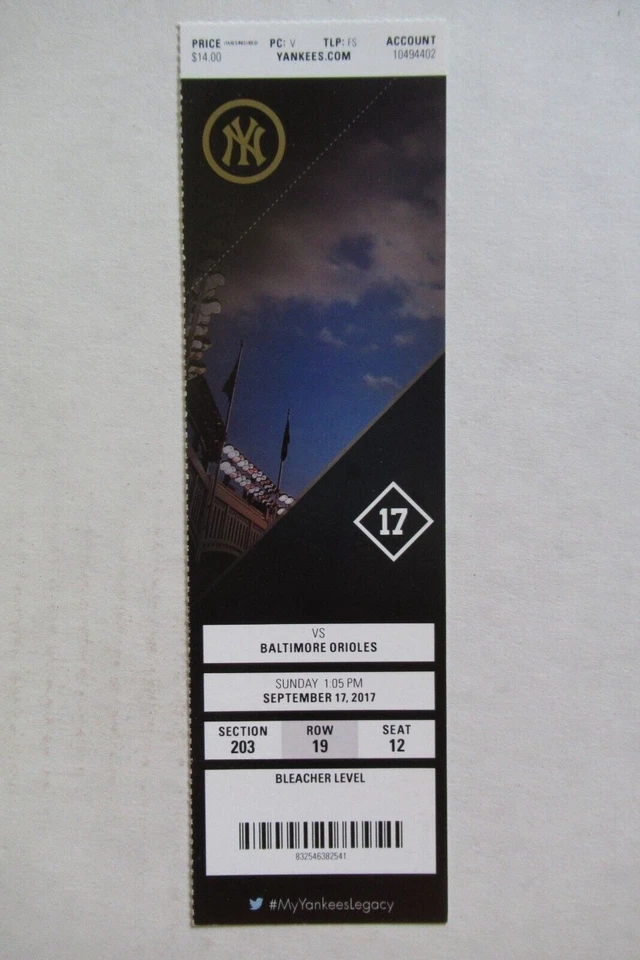 PRICE PC: V TLP: FS ACCOUNT
$14.00 YANKEES.COM 10494402
NY
17
VS
BALTIMORE ORIOLES
SUNDAY 1:05 PM
SEPTEMBER 17, 2017
SECTION ROW SEAT
203 19 12
BLEACHER LEVEL
832546382541
#MyYankeesLegacy